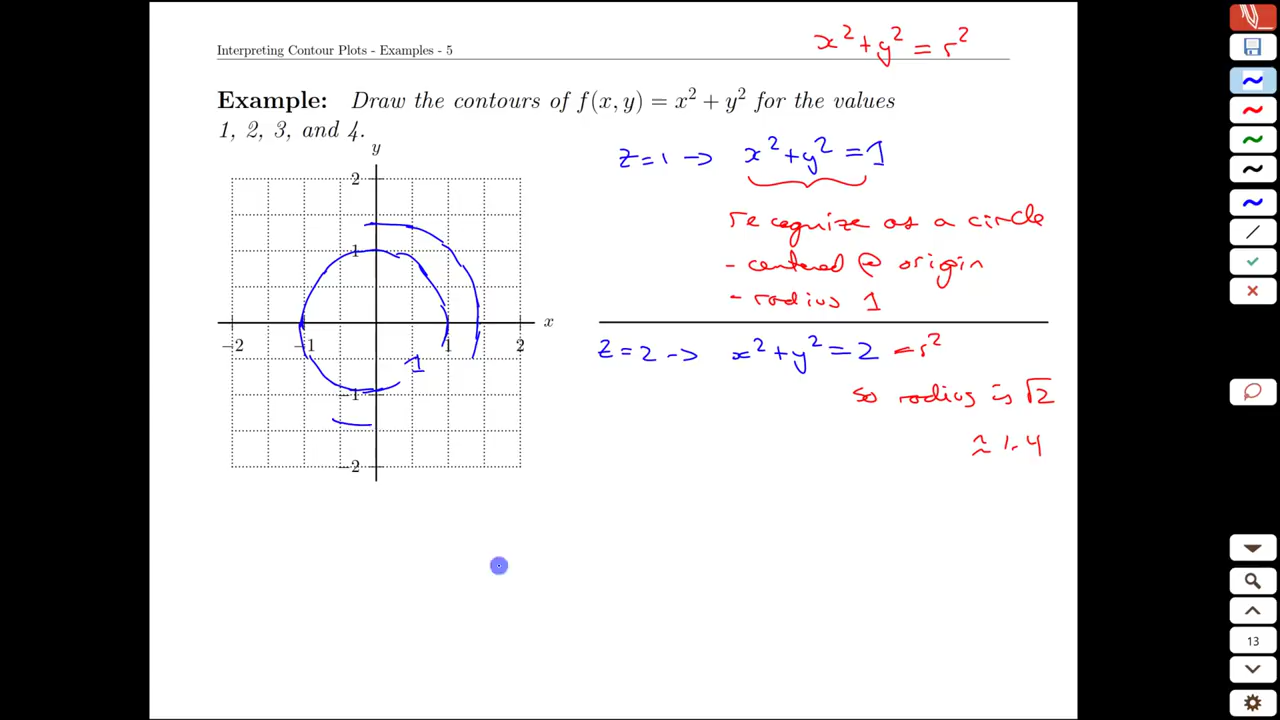 x² + y² = r²
Interpreting Contour Plots - Examples - 5
Example: Draw the contours of f(x, y) = x² + y² for the values
1, 2, 3, and 4.
y
2
1
−2 −1 1 2 x
1
−1
−2
z=1 → x²+y² = 1
recognize as a circle
- centered @ origin
- radius 1
z=2 → x²+y² = 2 = r²
so radius is √2
≈ 1.4
13